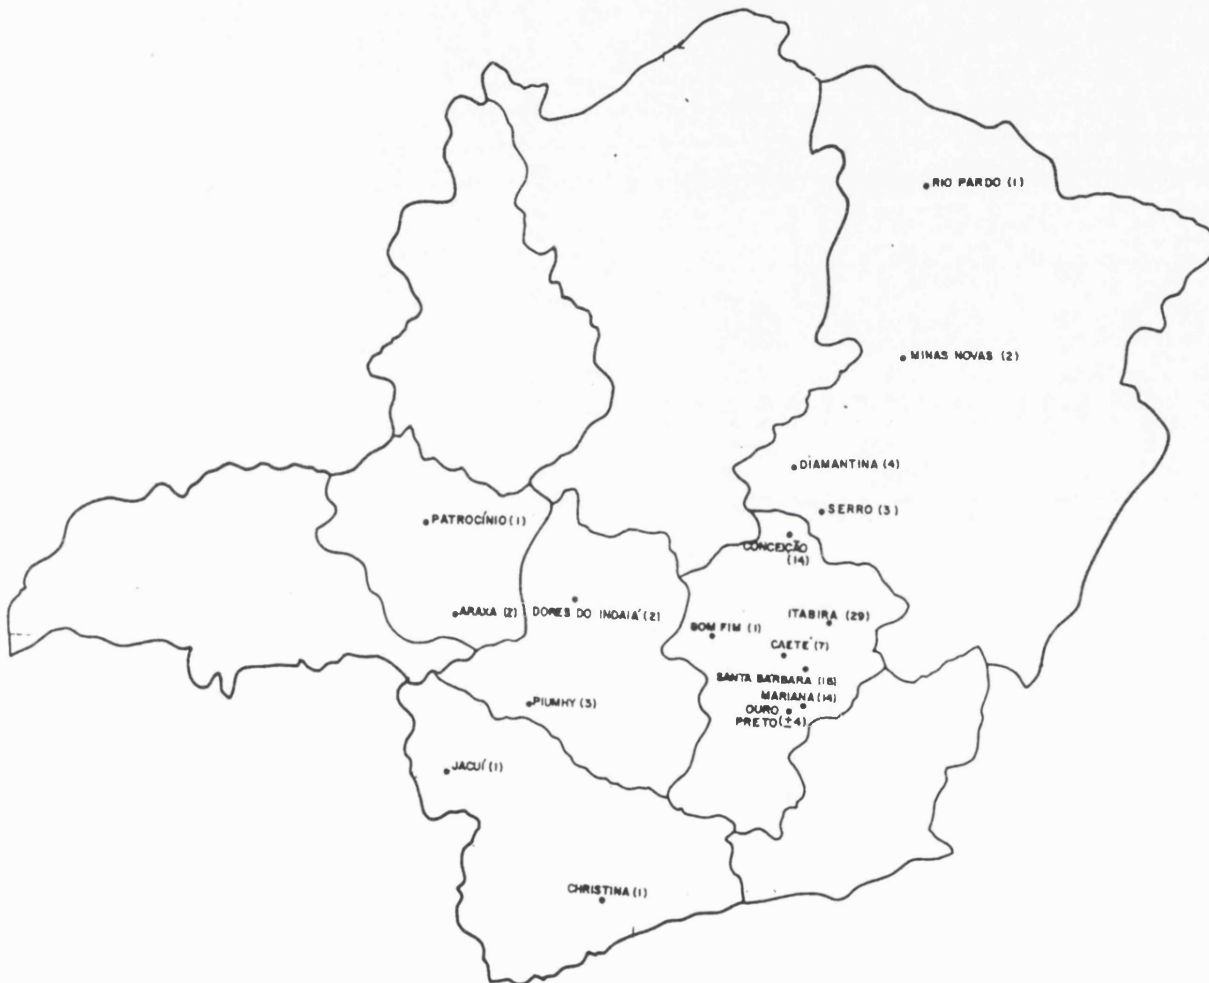 RIO PARDO (1)
MINAS NOVAS (2)
DIAMANTINA (4)
SERRO (3)
PATROCÍNIO (1)
CONCEIÇÃO
(14)
ARAXA (2)
DORES DO INDAIÁ (2)
ITABIRA (29)
BOM FIM (1)
CAETÉ (7)
SANTA BÁRBARA (18)
MARIANA (14)
OURO
PRETO (±4)
PIUMHY (3)
JACUÍ (1)
CHRISTINA (1)